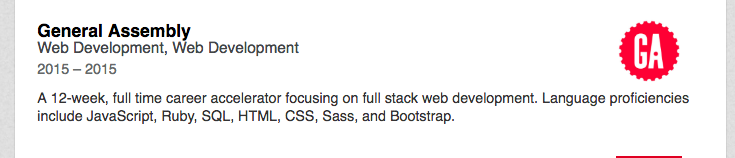 General Assembly
GA
Web Development, Web Development
2015 – 2015
A 12-week, full time career accelerator focusing on full stack web development. Language proficiencies
include JavaScript, Ruby, SQL, HTML, CSS, Sass, and Bootstrap.